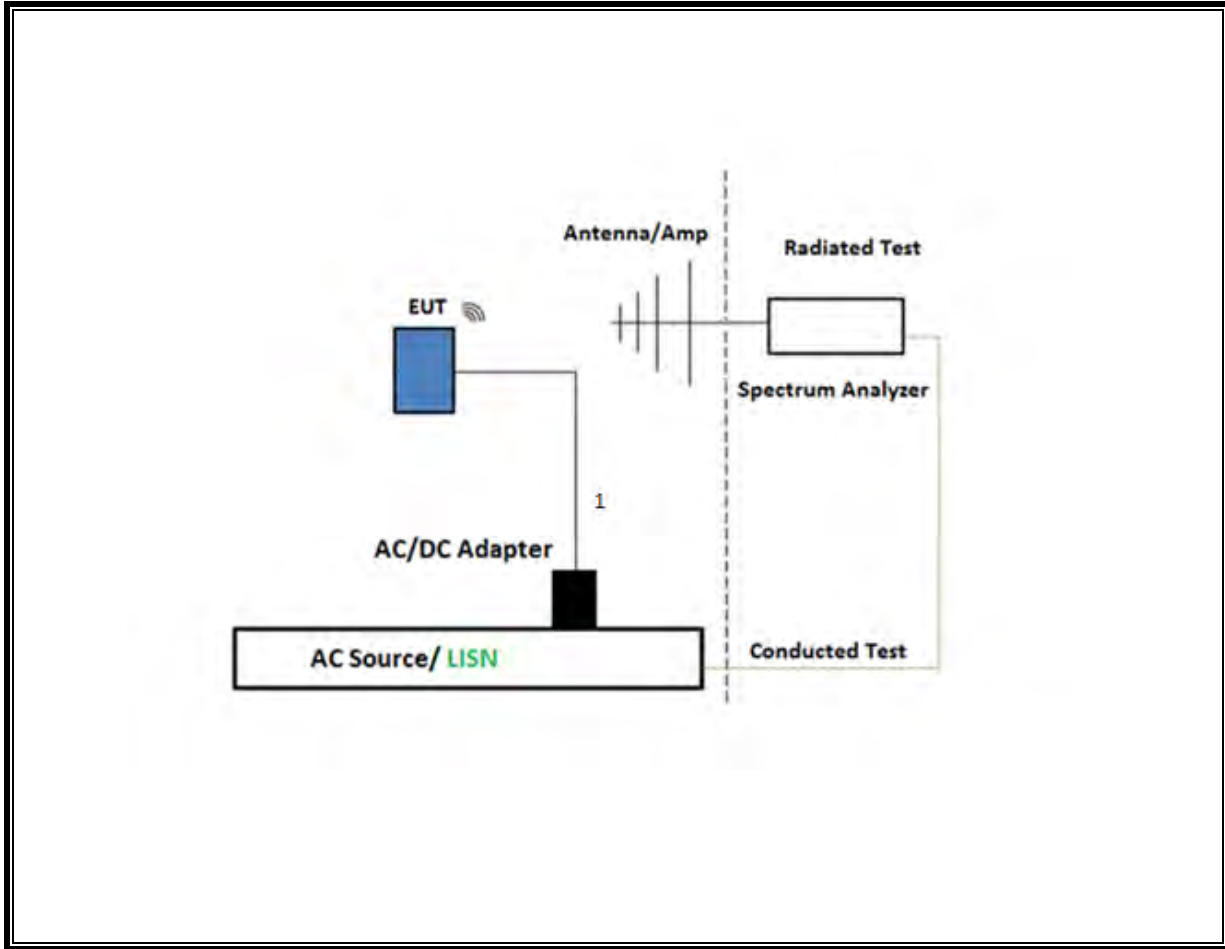 Antenna/Amp
Radiated Test
EUT
Spectrum Analyzer
1
AC/DC Adapter
AC Source/ LISN
Conducted Test